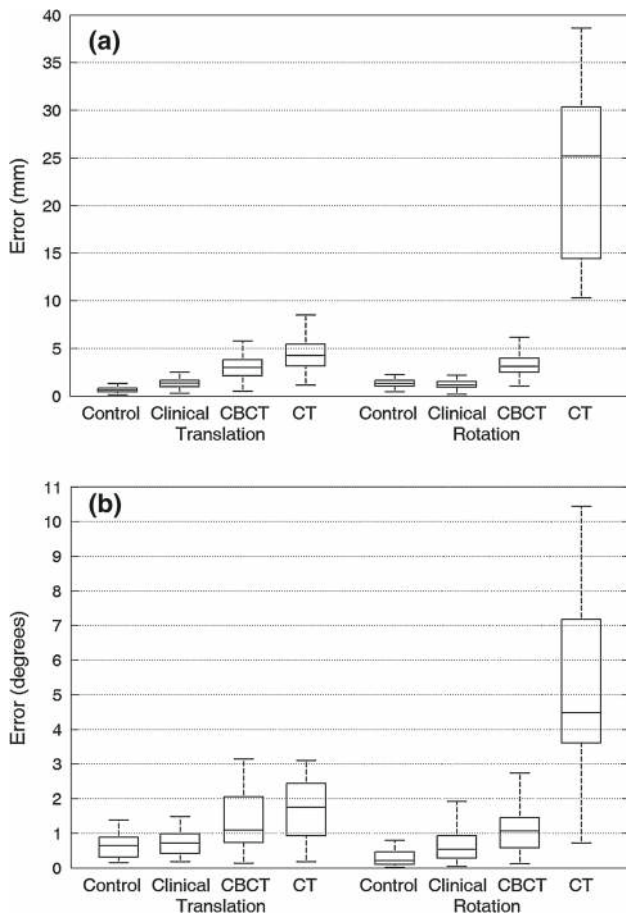 (a)
Error (mm)
40
35
30
25
20
15
10
5
0
Control Clinical CBCT CT Control Clinical CBCT CT
Translation Rotation
(b)
Error (degrees)
11
10
9
8
7
6
5
4
3
2
1
0
Control Clinical CBCT CT Control Clinical CBCT CT
Translation Rotation